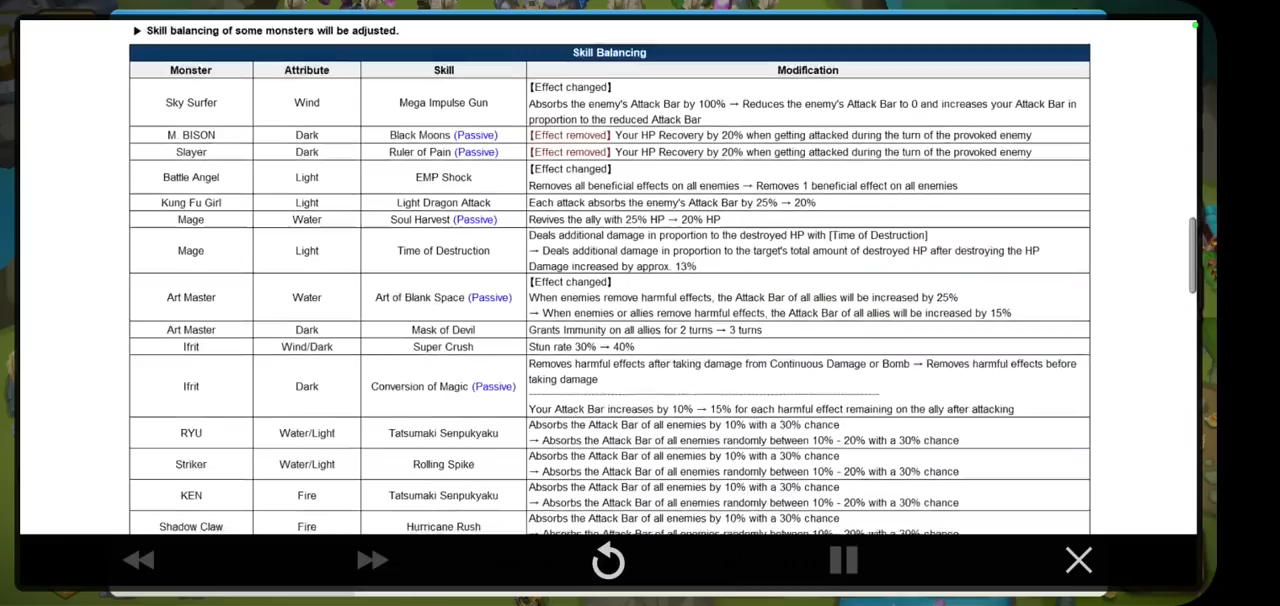 ► Skill balancing of some monsters will be adjusted.
Skill Balancing
Monster Attribute Skill Modification
Sky Surfer Wind Mega Impulse Gun 【Effect changed】
Absorbs the enemy's Attack Bar by 100% → Reduces the enemy's Attack Bar to 0 and increases your Attack Bar in
proportion to the reduced Attack Bar
M. BISON Dark Black Moons (Passive) 【Effect removed】 Your HP Recovery by 20% when getting attacked during the turn of the provoked enemy
Slayer Dark Ruler of Pain (Passive) 【Effect removed】 Your HP Recovery by 20% when getting attacked during the turn of the provoked enemy
Battle Angel Light EMP Shock 【Effect changed】
Removes all beneficial effects on all enemies → Removes 1 beneficial effect on all enemies
Kung Fu Girl Light Light Dragon Attack Each attack absorbs the enemy's Attack Bar by 25% → 20%
Mage Water Soul Harvest (Passive) Revives the ally with 25% HP → 20% HP
Mage Light Time of Destruction Deals additional damage in proportion to the destroyed HP with [Time of Destruction]
→ Deals additional damage in proportion to the target's total amount of destroyed HP after destroying the HP
Damage increased by approx. 13%
Art Master Water Art of Blank Space (Passive) 【Effect changed】
When enemies remove harmful effects, the Attack Bar of all allies will be increased by 25%
→ When enemies or allies remove harmful effects, the Attack Bar of all allies will be increased by 15%
Art Master Dark Mask of Devil Grants Immunity on all allies for 2 turns → 3 turns
Ifrit Wind/Dark Super Crush Stun rate 30% → 40%
Ifrit Dark Conversion of Magic (Passive) Removes harmful effects after taking damage from Continuous Damage or Bomb → Removes harmful effects before
taking damage
Your Attack Bar increases by 10% → 15% for each harmful effect remaining on the ally after attacking
RYU Water/Light Tatsumaki Senpukyaku Absorbs the Attack Bar of all enemies by 10% with a 30% chance
→ Absorbs the Attack Bar of all enemies randomly between 10% - 20% with a 30% chance
Striker Water/Light Rolling Spike Absorbs the Attack Bar of all enemies by 10% with a 30% chance
→ Absorbs the Attack Bar of all enemies randomly between 10% - 20% with a 30% chance
KEN Fire Tatsumaki Senpukyaku Absorbs the Attack Bar of all enemies by 10% with a 30% chance
→ Absorbs the Attack Bar of all enemies randomly between 10% - 20% with a 30% chance
Shadow Claw Fire Hurricane Rush Absorbs the Attack Bar of all enemies by 10% with a 30% chance
→ Absorbs the Attack Bar of all enemies randomly between 10% - 20% with a 30% chance